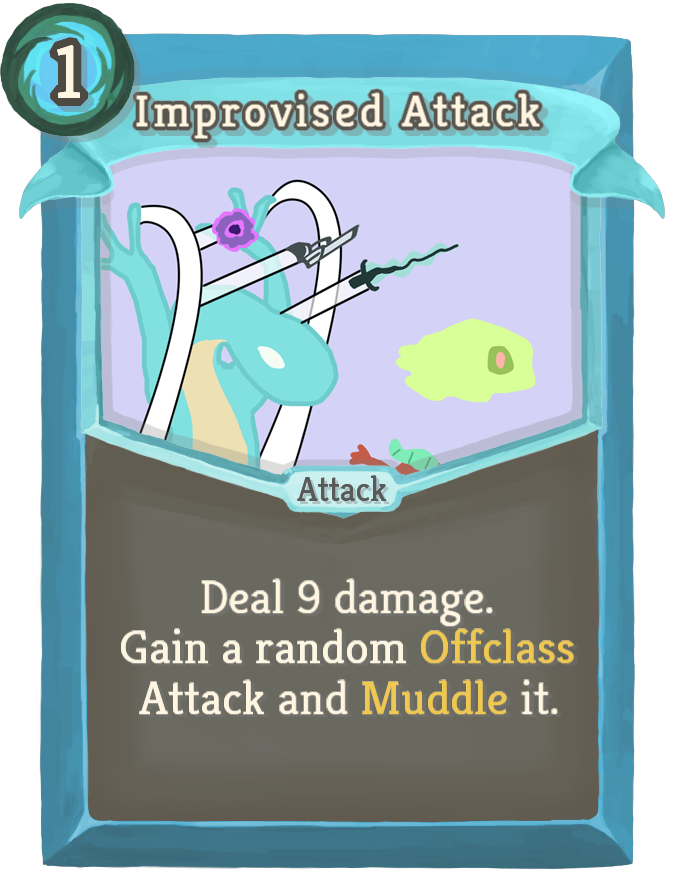 1
Improvised Attack
Attack
Deal 9 damage.
Gain a random Offclass
Attack and Muddle it.